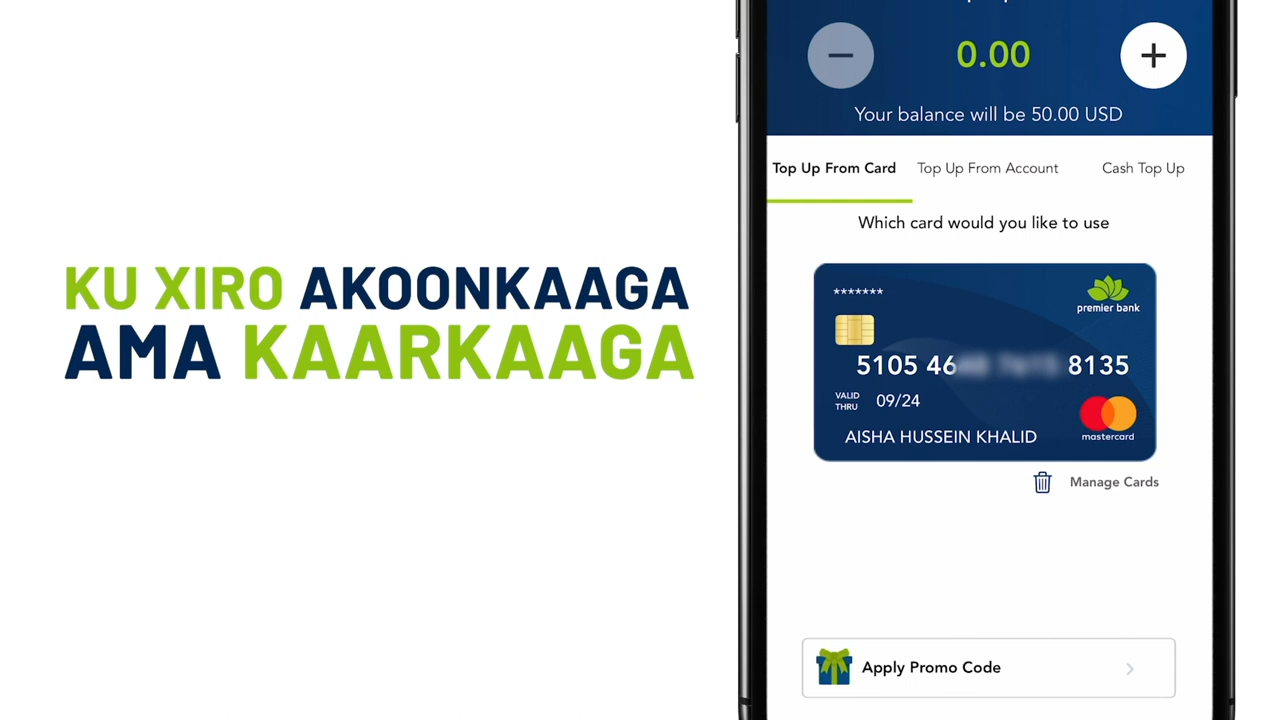 KU XIRO AKOONKAAGA
AMA KAARKAAGA
0.00
Your balance will be 50.00 USD
Top Up From Card
Top Up From Account
Cash Top Up
Which card would you like to use
*******
premier bank
5105 46 8135
VALID
THRU
09/24
AISHA HUSSEIN KHALID
mastercard
Manage Cards
Apply Promo Code